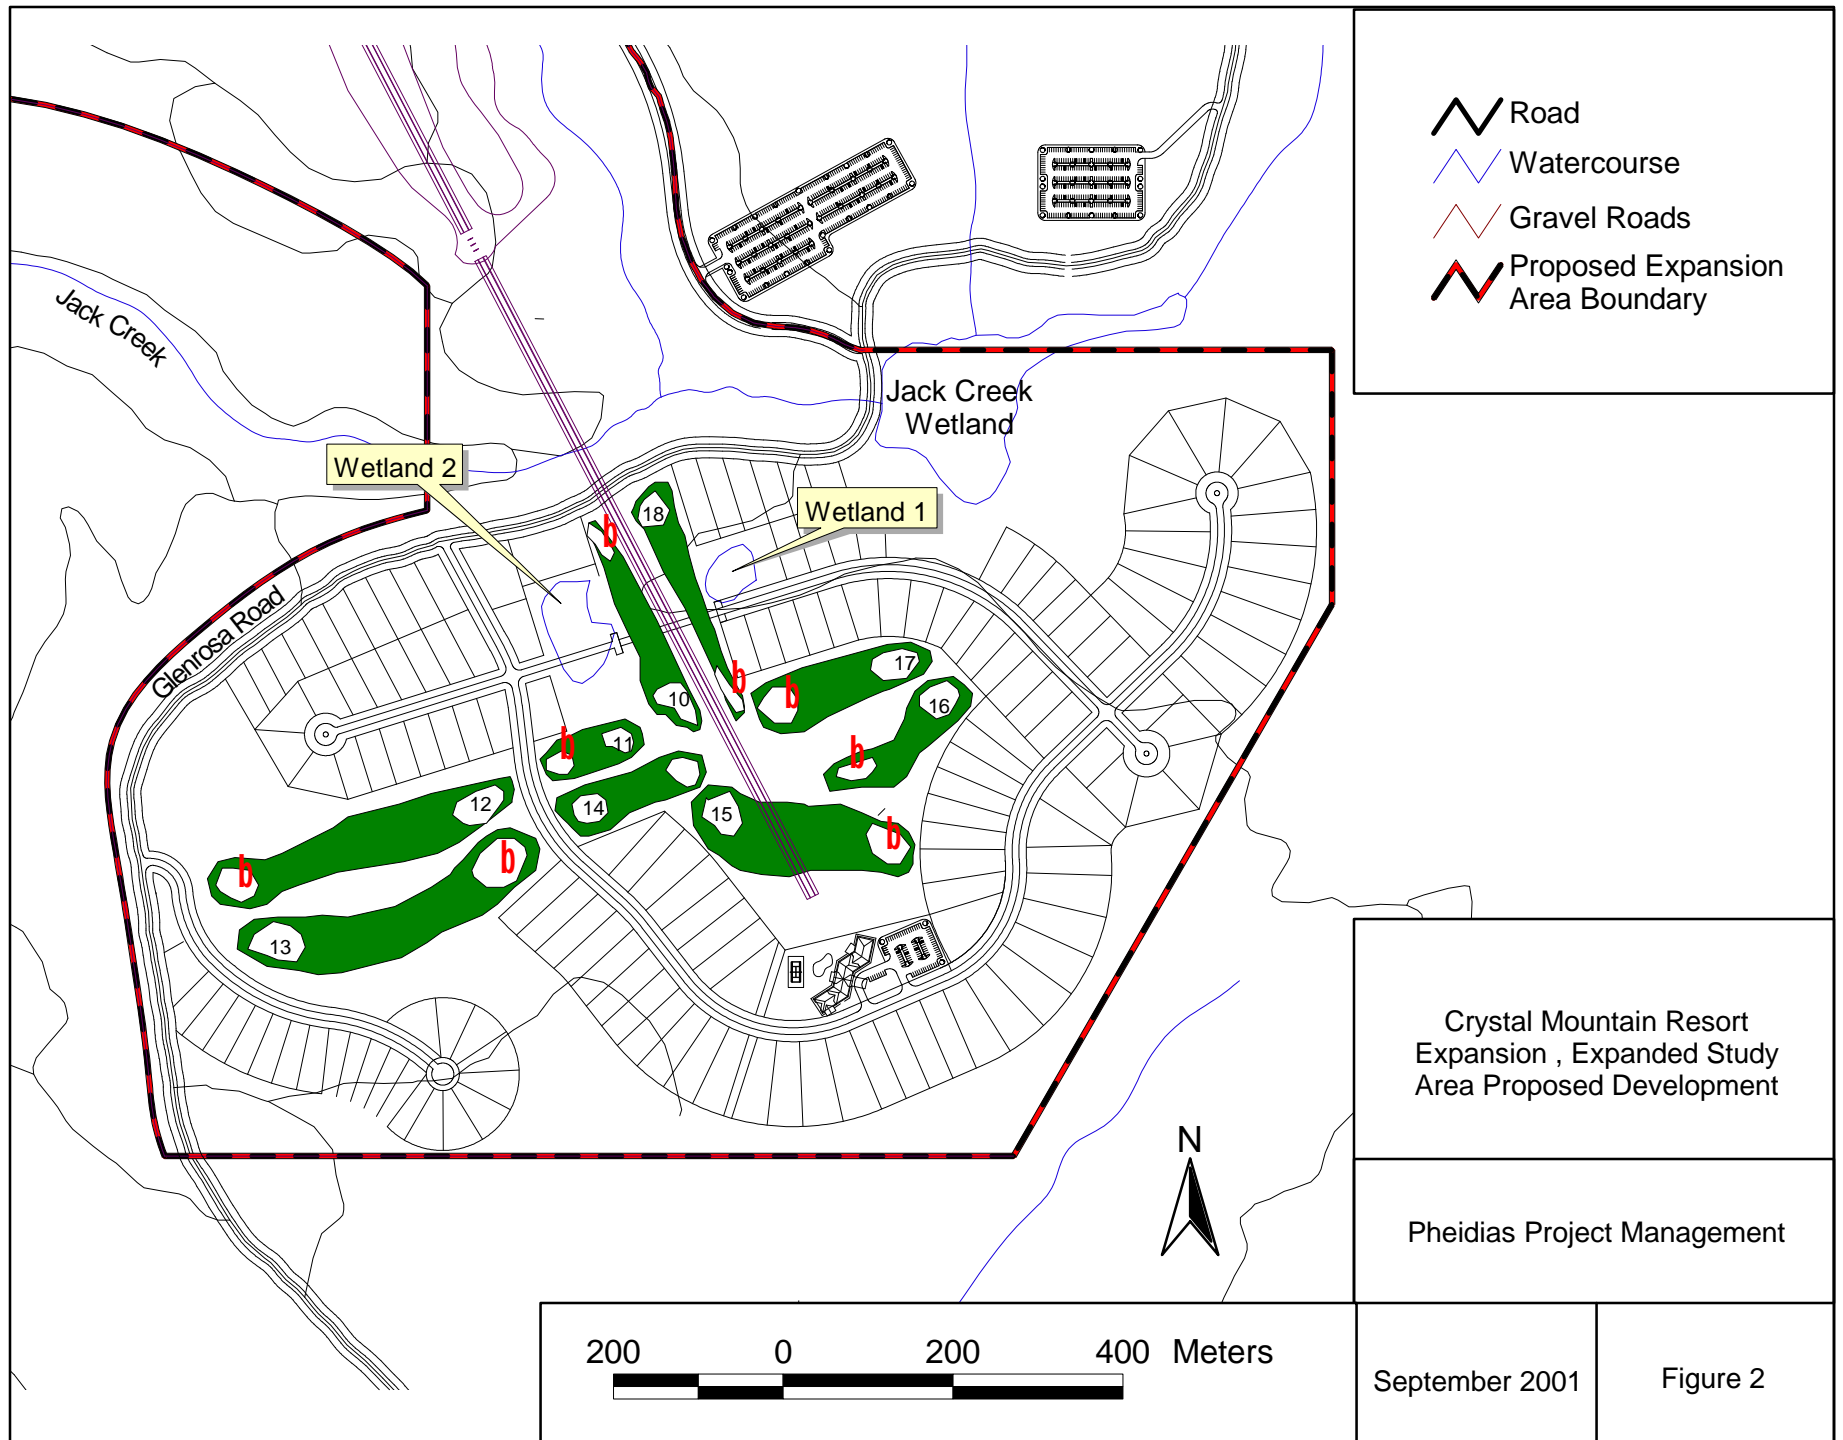 Road
Watercourse
Gravel Roads
Proposed Expansion
Area Boundary
Jack Creek
Jack Creek
Wetland
Wetland 2
Wetland 1
Glenrosa Road
18
b
10
b
b
17
16
b
b
11
12
14
15
b
b
b
13
N
Crystal Mountain Resort
Expansion , Expanded Study
Area Proposed Development
Pheidias Project Management
200 0 200 400 Meters
September 2001
Figure 2